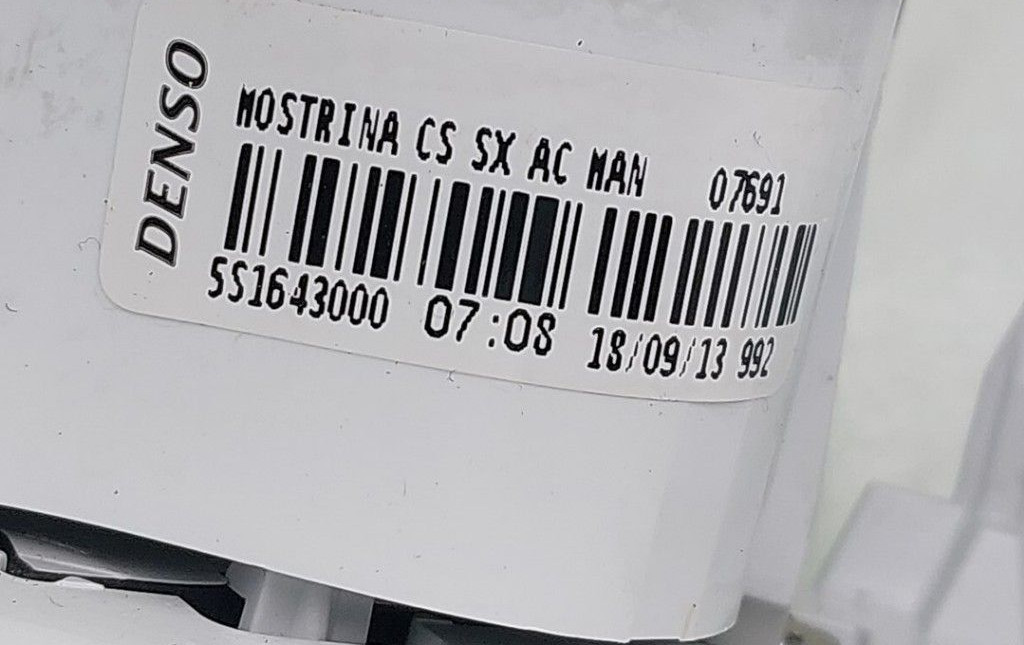 DENSO
MOSTRINA CS SX AC MAN 07691
5S1643000 07:08 18/09/13 992